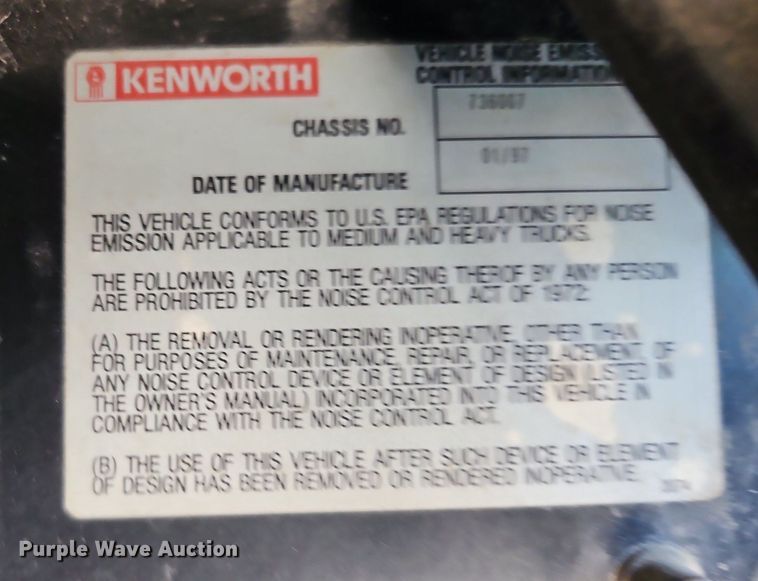 KENWORTH
VEHICLE NOISE EMISS
CONTROL INFORMATIO
CHASSIS NO.
736067
DATE OF MANUFACTURE
01/97
THIS VEHICLE CONFORMS TO U.S. EPA REGULATIONS FOR NOISE
EMISSION APPLICABLE TO MEDIUM AND HEAVY TRUCKS.
THE FOLLOWING ACTS OR THE CAUSING THEROF BY ANY PERSON
ARE PROHIBITED BY THE NOISE CONTROL ACT OF 1972:
(A) THE REMOVAL OR RENDERING INOPERATIVE, OTHER THAN
FOR PURPOSES OF MAINTENANCE, REPAIR, OR REPLACEMENT, OF
ANY NOISE CONTROL DEVICE OR ELEMENT OF DESIGN (LISTED IN
THE OWNER'S MANUAL) INCORPORATED INTO THIS VEHICLE IN
COMPLIANCE WITH THE NOISE CONTROL ACT.
(B) THE USE OF THIS VEHICLE AFTER SUCH DEVICE OR ELEMENT
OF DESIGN HAS BEEN REMOVED OR RENDERED INOPERATIVE.
Purple Wave Auction